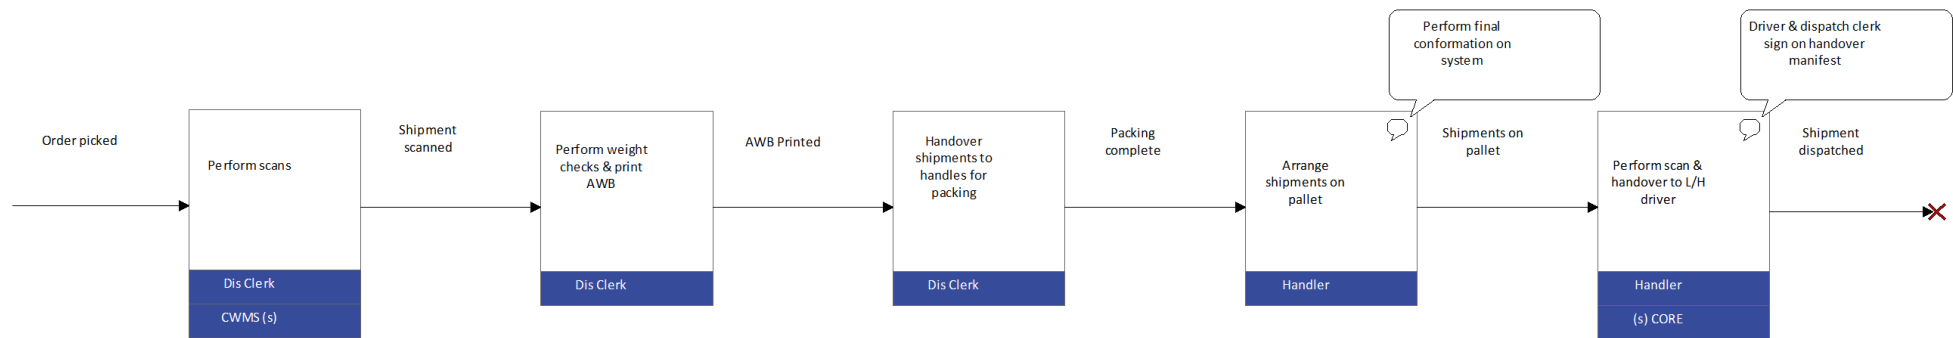 Order picked
Perform scans
Dis Clerk
CWMS (s)
Shipment
scanned
Perform weight
checks & print
AWB
Dis Clerk
AWB Printed
Handover
shipments to
handles for
packing
Dis Clerk
Packing
complete
Perform final
conformation on
system
Arrange
shipments on
pallet
Handler
Shipments on
pallet
Driver & dispatch clerk
sign on handover
manifest
Perform scan &
handover to L/H
driver
Handler
(s) CORE
Shipment
dispatched